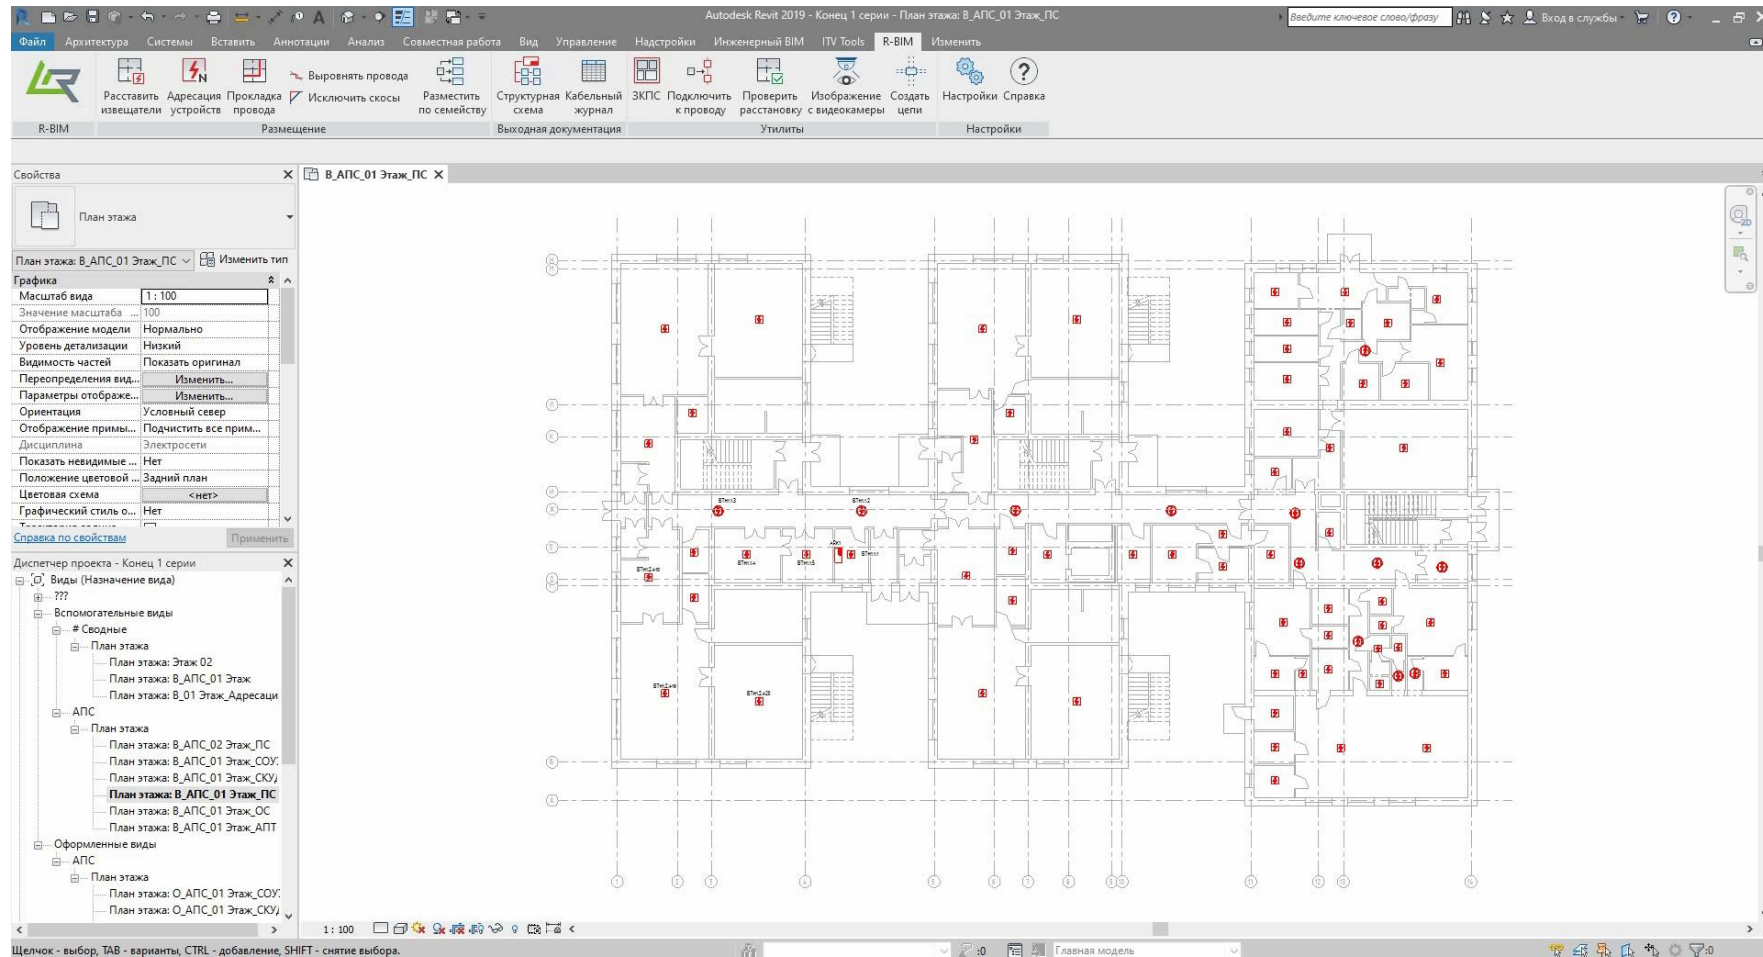 Autodesk Revit 2019 - Конец 1 серии - План этажа: В_АПС_01 Этаж_ПС
Введите ключевое слово/фразу
Вход в службы
Файл Архитектура Системы Вставить Аннотации Анализ Совместная работа Вид Управление Надстройки Инженерный BIM ITV Tools R-BIM Изменить
Расставить извещатели
Адресация устройств
Прокладка провода
Выровнять провода
Исключить скосы
Разместить по семейству
Структурная схема
Кабельный журнал
ЗКПС
Подключить к проводу
Проверить расстановку
Изображение с видеокамеры
Создать цепи
Настройки
Справка
R-BIM Размещение Выходная документация Утилиты Настройки
Свойства
В_АПС_01 Этаж_ПС
План этажа
План этажа: В_АПС_01 Этаж_ПС
Изменить тип
Графика
Масштаб вида 1 : 100
Значение масштаба ... 100
Отображение модели Нормально
Уровень детализации Низкий
Видимость частей Показать оригинал
Переопределения вид... Изменить...
Параметры отображе... Изменить...
Ориентация Условный север
Отображение примы... Подчистить все прим...
Дисциплина Электросети
Показать невидимые ... Нет
Положение цветовой ... Задний план
Цветовая схема <нет>
Графический стиль о... Нет
Справка по свойствам Применить
Диспетчер проекта - Конец 1 серии
Виды (Назначение вида)
???
Вспомогательные виды
# Сводные
План этажа
План этажа: Этаж 02
План этажа: В_АПС_01 Этаж
План этажа: В_01 Этаж_Адресаци
АПС
План этажа
План этажа: В_АПС_02 Этаж_ПС
План этажа: В_АПС_01 Этаж_СОУ
План этажа: В_АПС_01 Этаж_СКУ
План этажа: В_АПС_01 Этаж_ПС
План этажа: В_АПС_01 Этаж_ОС
План этажа: В_АПС_01 Этаж_АПТ
Оформленные виды
АПС
План этажа
План этажа: О_АПС_01 Этаж_СОУ
План этажа: О_АПС_01 Этаж_СКУ
1 : 100
Щелчок - выбор, TAB - варианты, CTRL - добавление, SHIFT - снятие выбора.
:0
Главная модель
:0